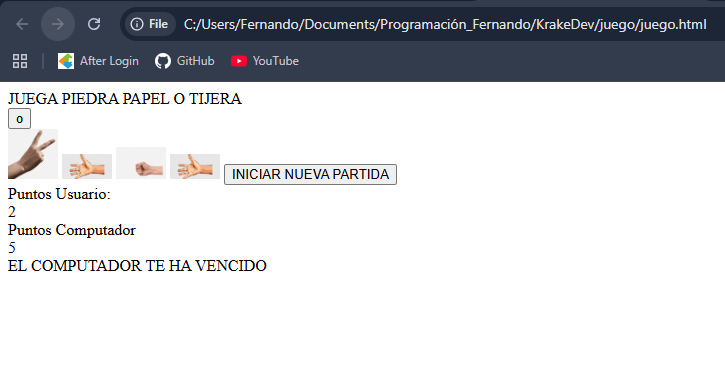 File C:/Users/Fernando/Documents/Programación_Fernando/KrakeDev/juego/juego.html
After Login GitHub YouTube
JUEGA PIEDRA PAPEL O TIJERA
o
INICIAR NUEVA PARTIDA
Puntos Usuario:
2
Puntos Computador
5
EL COMPUTADOR TE HA VENCIDO